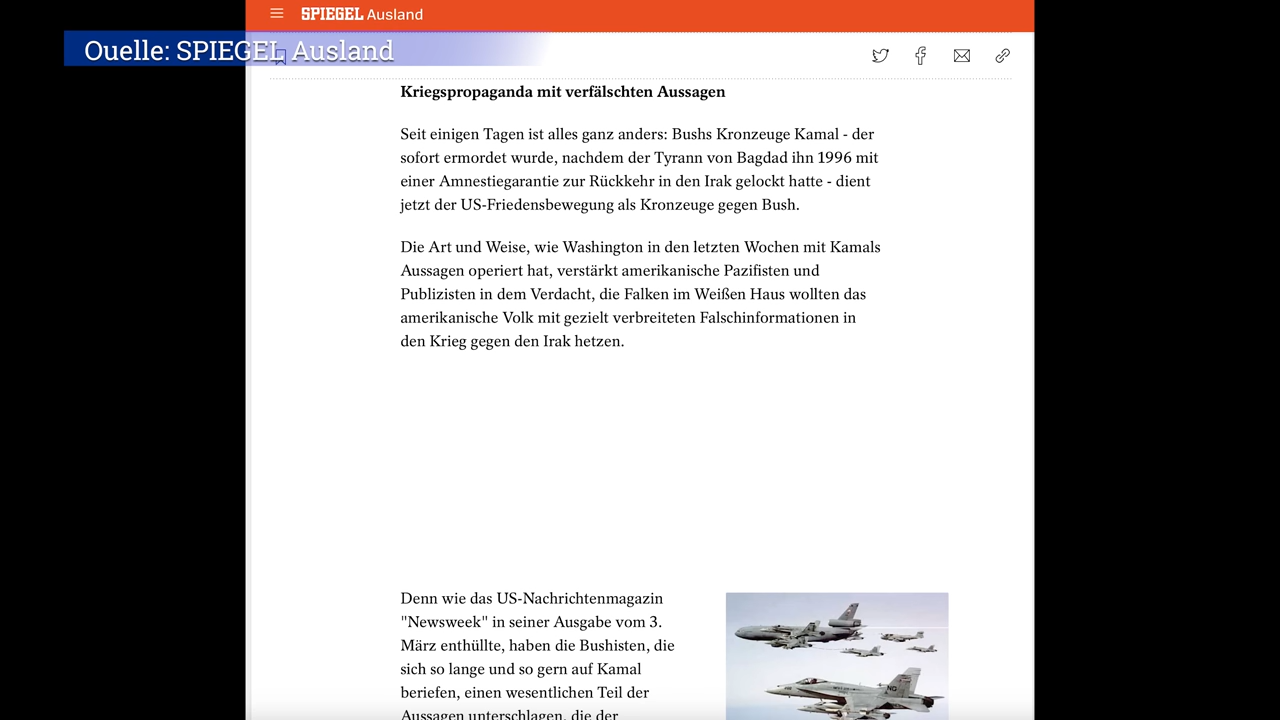 SPIEGEL Ausland
Quelle: SPIEGEL Ausland
Kriegspropaganda mit verfälschten Aussagen
Seit einigen Tagen ist alles ganz anders: Bushs Kronzeuge Kamal - der
sofort ermordet wurde, nachdem der Tyrann von Bagdad ihn 1996 mit
einer Amnestiegarantie zur Rückkehr in den Irak gelockt hatte - dient
jetzt der US-Friedensbewegung als Kronzeuge gegen Bush.
Die Art und Weise, wie Washington in den letzten Wochen mit Kamals
Aussagen operiert hat, verstärkt amerikanische Pazifisten und
Publizisten in dem Verdacht, die Falken im Weißen Haus wollten das
amerikanische Volk mit gezielt verbreiteten Falschinformationen in
den Krieg gegen den Irak hetzen.
Denn wie das US-Nachrichtenmagazin
"Newsweek" in seiner Ausgabe vom 3.
März enthüllte, haben die Bushisten, die
sich so lange und so gern auf Kamal
beriefen, einen wesentlichen Teil der
Aussagen unterschlagen, die der
NG